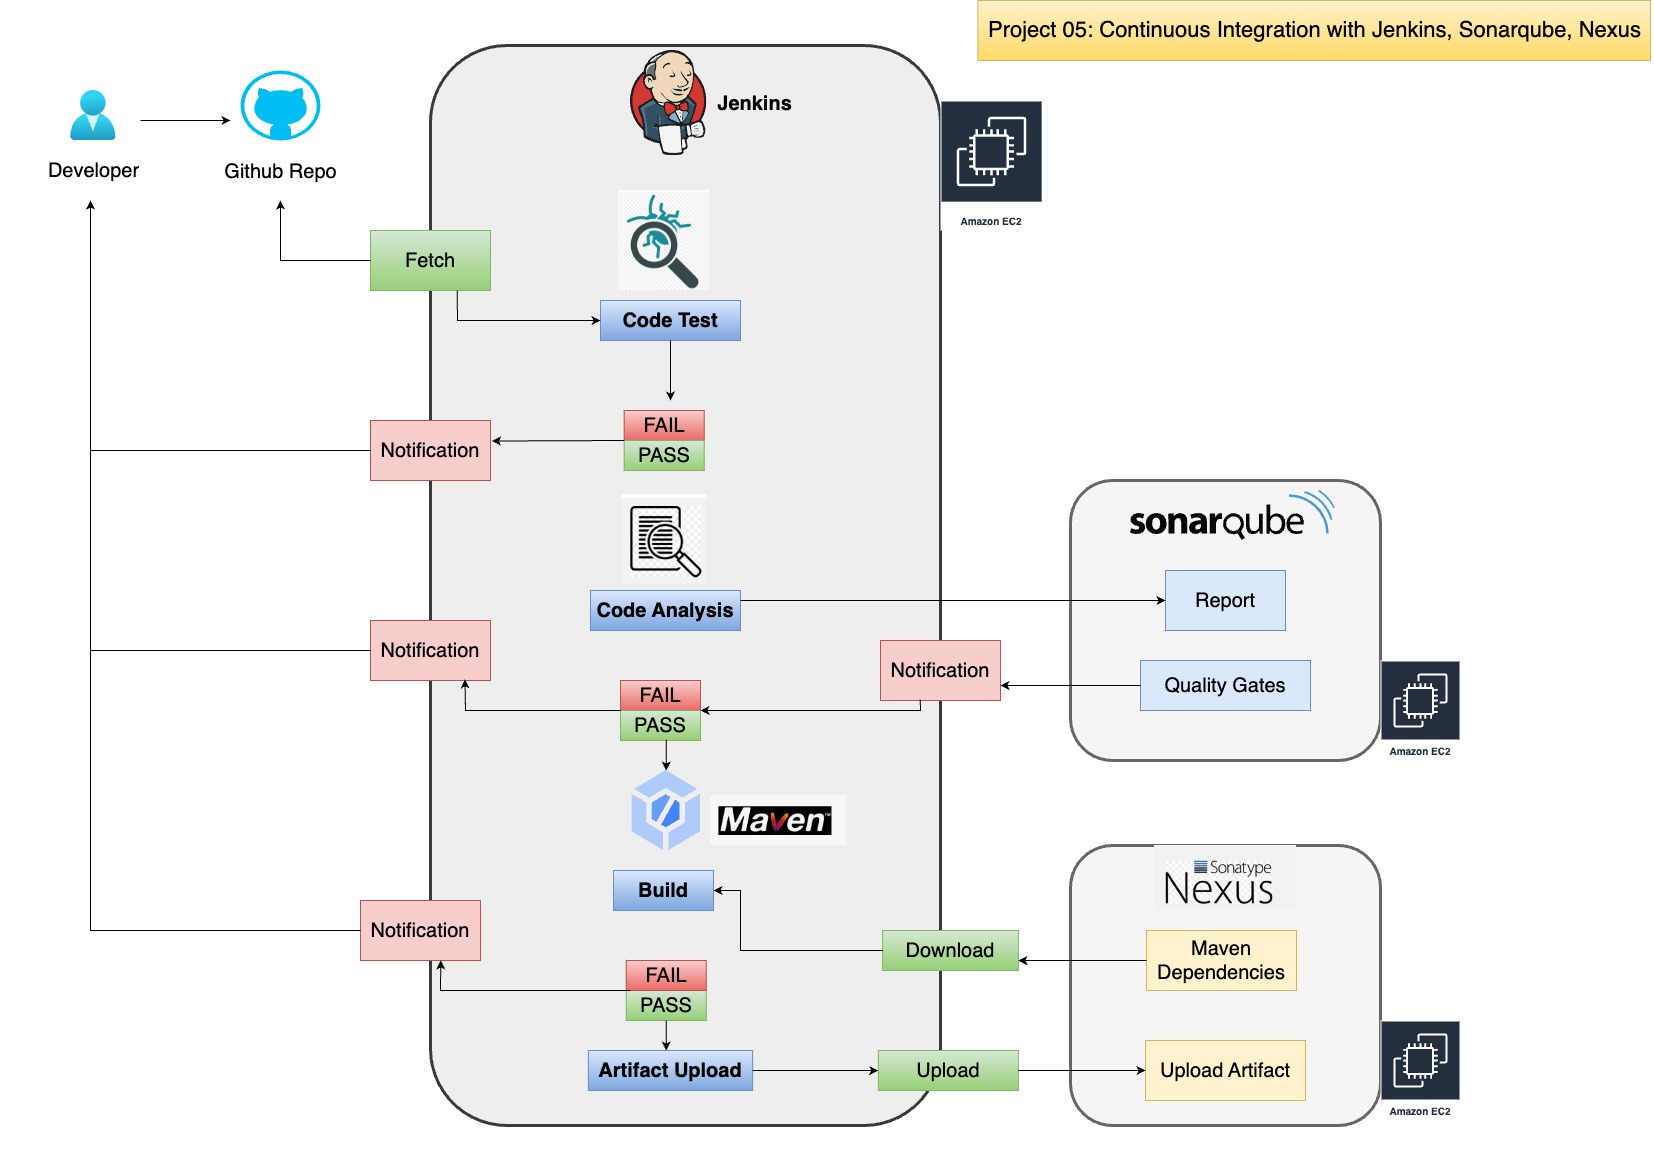 Project 05: Continuous Integration with Jenkins, Sonarqube, Nexus
Jenkins
Developer
Github Repo
Amazon EC2
Fetch
Code Test
FAIL
PASS
Notification
sonarqube
Code Analysis
Report
Notification
Notification
Quality Gates
FAIL
PASS
Amazon EC2
Maven™
Sonatype
Nexus
Build
Notification
Download
Maven
Dependencies
FAIL
PASS
Artifact Upload
Upload
Upload Artifact
Amazon EC2